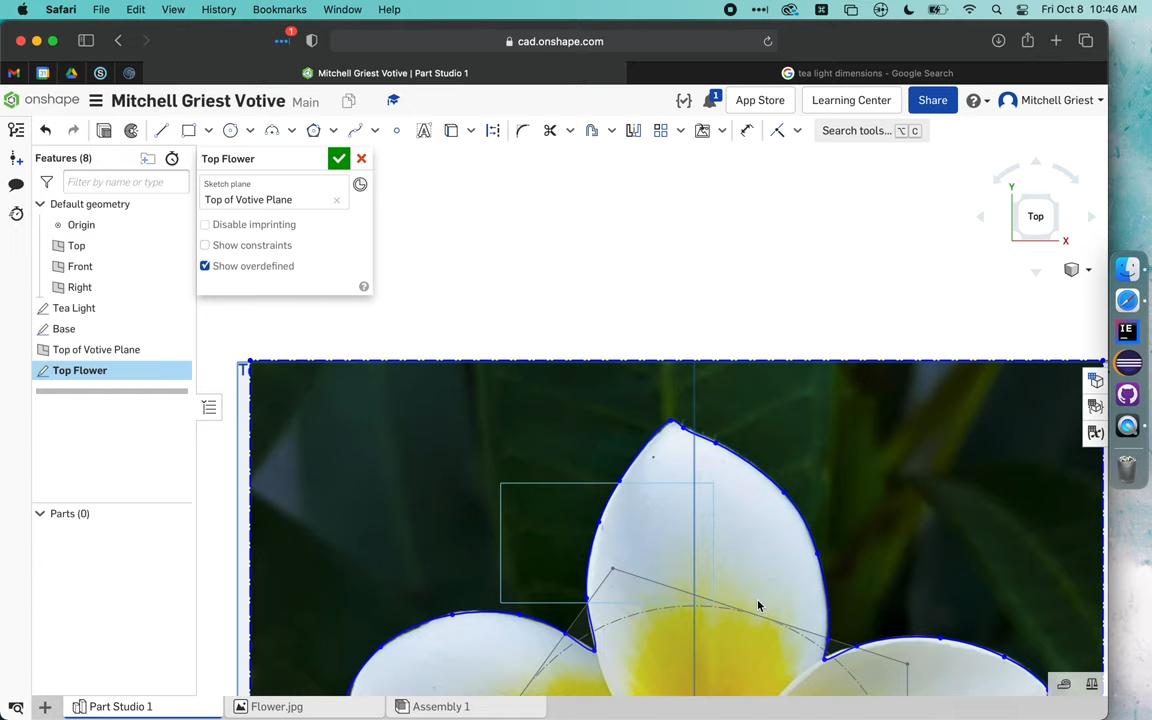 Safari File Edit View History Bookmarks Window Help Fri Oct 8 10:46 AM
1
cad.onshape.com
Mitchell Griest Votive | Part Studio 1
tea light dimensions - Google Search
onshape Mitchell Griest Votive Main
1 App Store Learning Center Share Mitchell Griest
Search tools... ⌥ C
Features (8)
Filter by name or type
Default geometry
Origin
Top
Front
Right
Tea Light
Base
Top of Votive Plane
Top Flower
Parts (0)
Top Flower
Sketch plane
Top of Votive Plane
Disable imprinting
Show constraints
Show overdefined
Y
Top
X
IE
Part Studio 1
Flower.jpg
Assembly 1